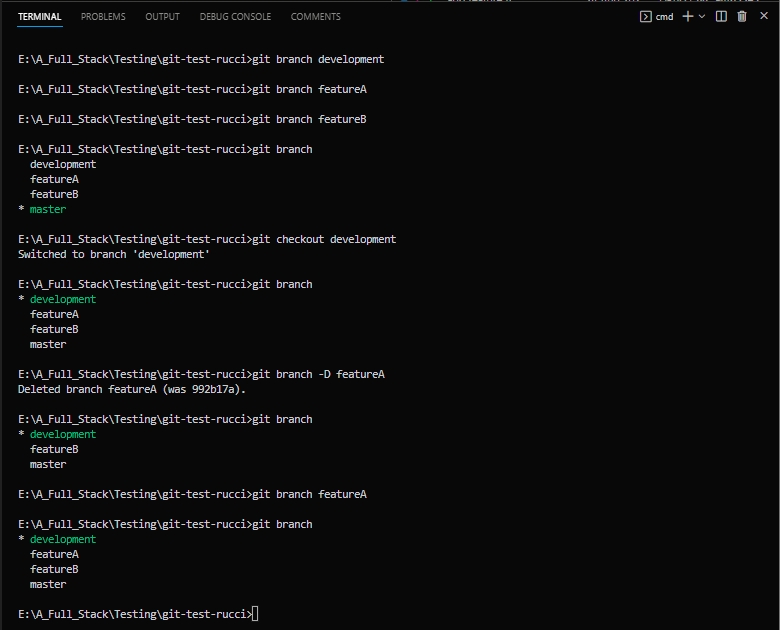 TERMINAL PROBLEMS OUTPUT DEBUG CONSOLE COMMENTS cmd
E:\A_Full_Stack\Testing\git-test-rucci>git branch development
E:\A_Full_Stack\Testing\git-test-rucci>git branch featureA
E:\A_Full_Stack\Testing\git-test-rucci>git branch featureB
E:\A_Full_Stack\Testing\git-test-rucci>git branch
development
featureA
featureB
* master
E:\A_Full_Stack\Testing\git-test-rucci>git checkout development
Switched to branch 'development'
E:\A_Full_Stack\Testing\git-test-rucci>git branch
* development
featureA
featureB
master
E:\A_Full_Stack\Testing\git-test-rucci>git branch -D featureA
Deleted branch featureA (was 992b17a).
E:\A_Full_Stack\Testing\git-test-rucci>git branch
* development
featureB
master
E:\A_Full_Stack\Testing\git-test-rucci>git branch featureA
E:\A_Full_Stack\Testing\git-test-rucci>git branch
* development
featureA
featureB
master
E:\A_Full_Stack\Testing\git-test-rucci>